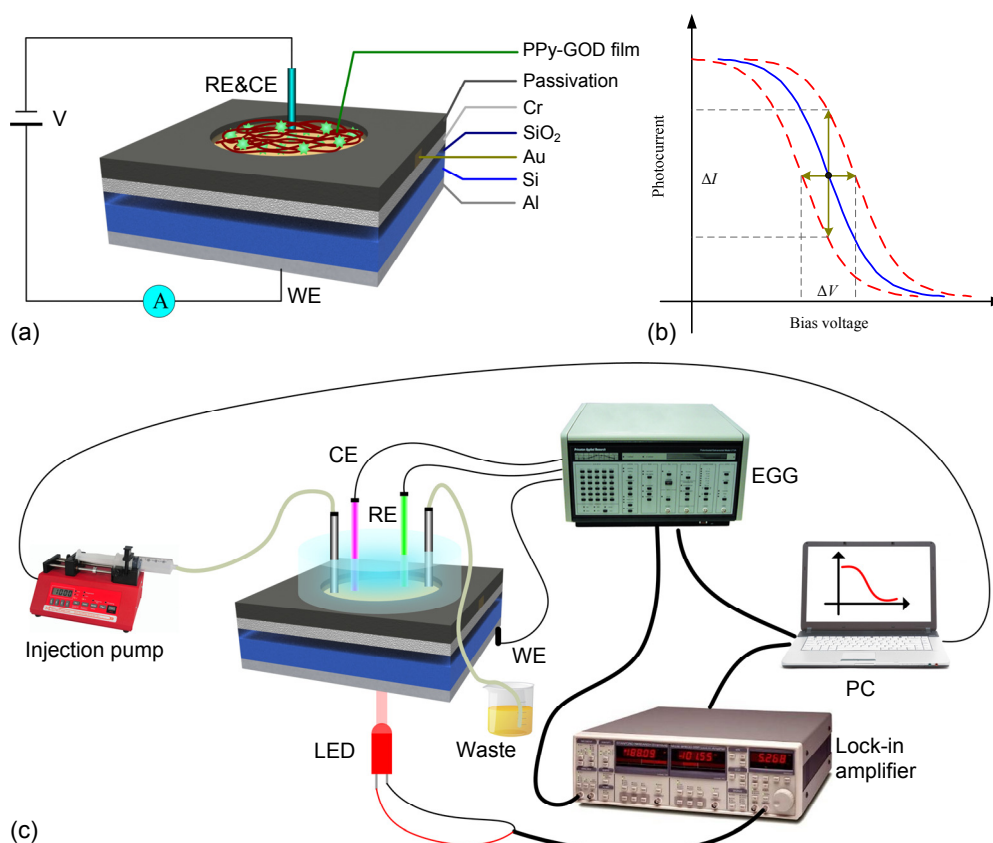 PPy-GOD film
Passivation
Cr
SiO₂
Au
Si
Al
RE&CE
V
A
WE
(a)
Photocurrent
ΔI
ΔV
Bias voltage
(b)
CE
RE
EGG
Injection pump
WE
PC
LED
Waste
Lock-in
amplifier
(c)